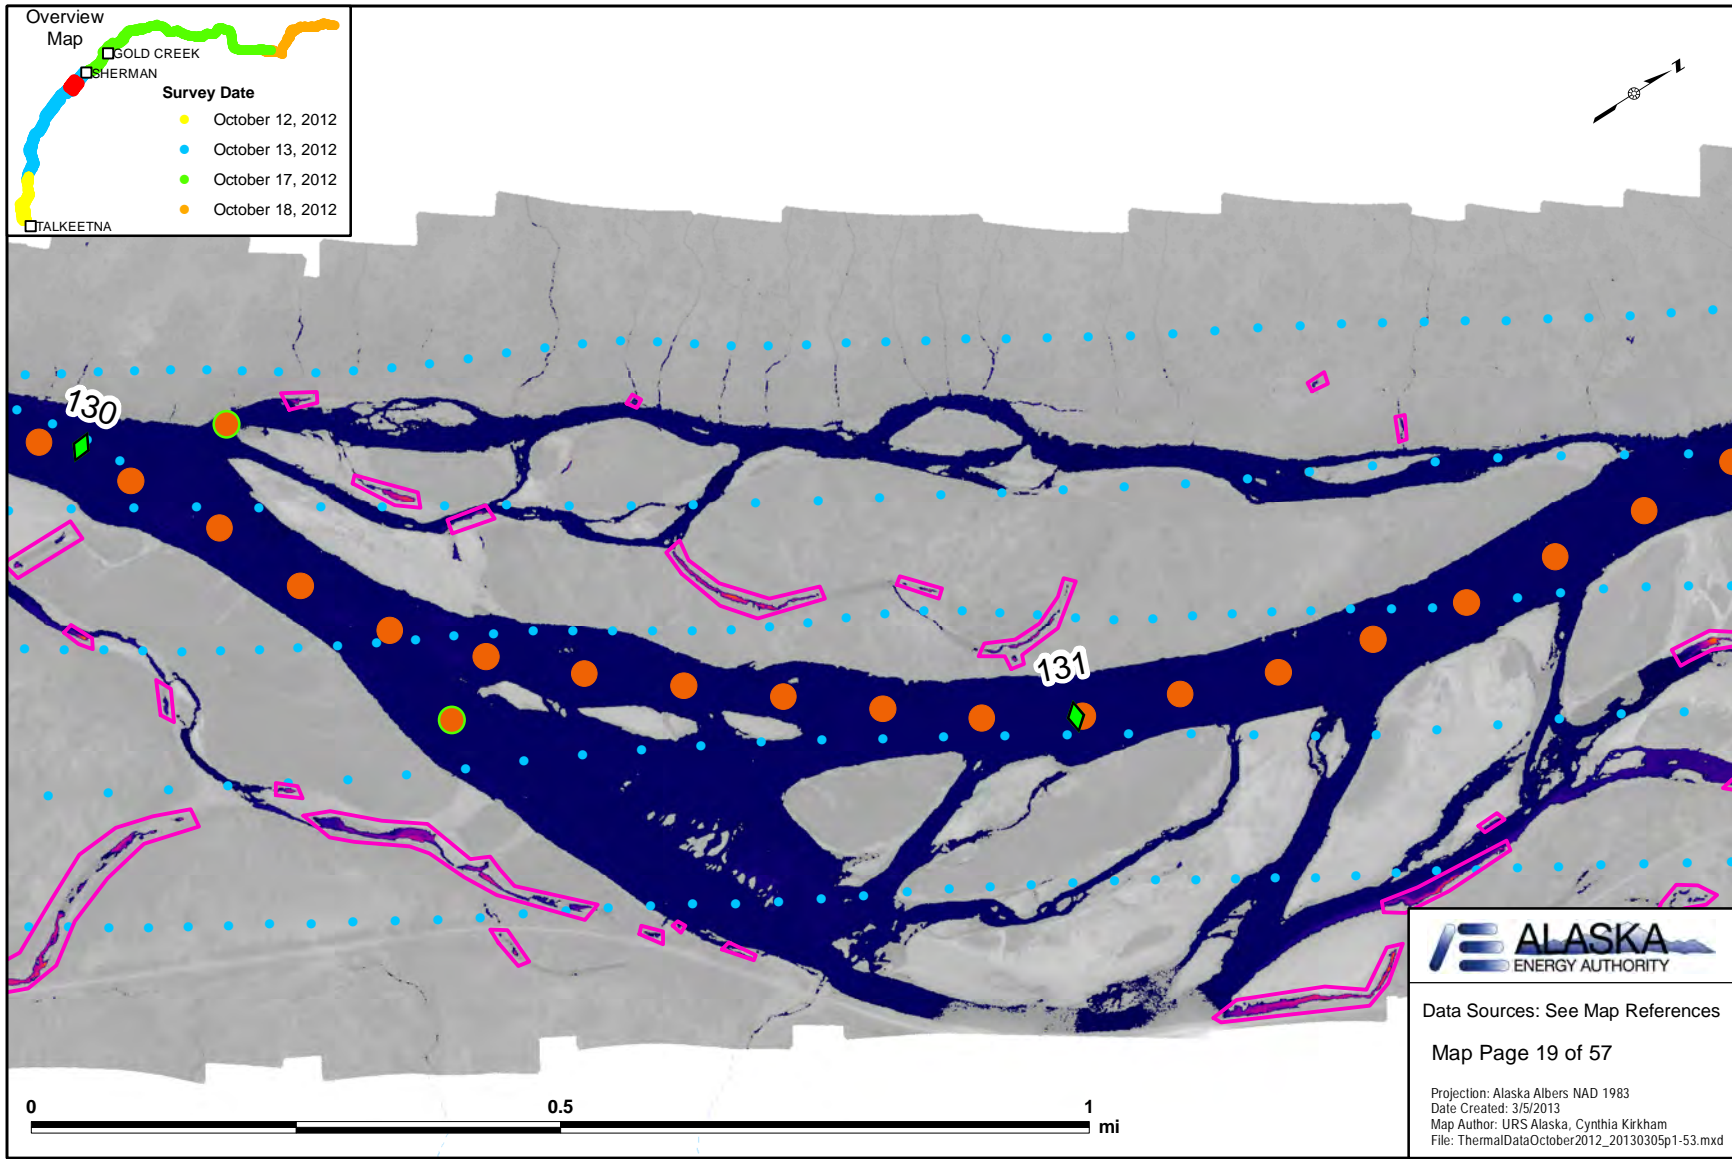 Overview
Map
GOLD CREEK
SHERMAN
Survey Date
October 12, 2012
October 13, 2012
October 17, 2012
October 18, 2012
TALKEETNA
N
130
131
ALASKA
ENERGY AUTHORITY
Data Sources: See Map References
Map Page 19 of 57
Projection: Alaska Albers NAD 1983
Date Created: 3/5/2013
Map Author: URS Alaska, Cynthia Kirkham
File: ThermalDataOctober2012_20130305p1-53.mxd
0 0.5 1
mi